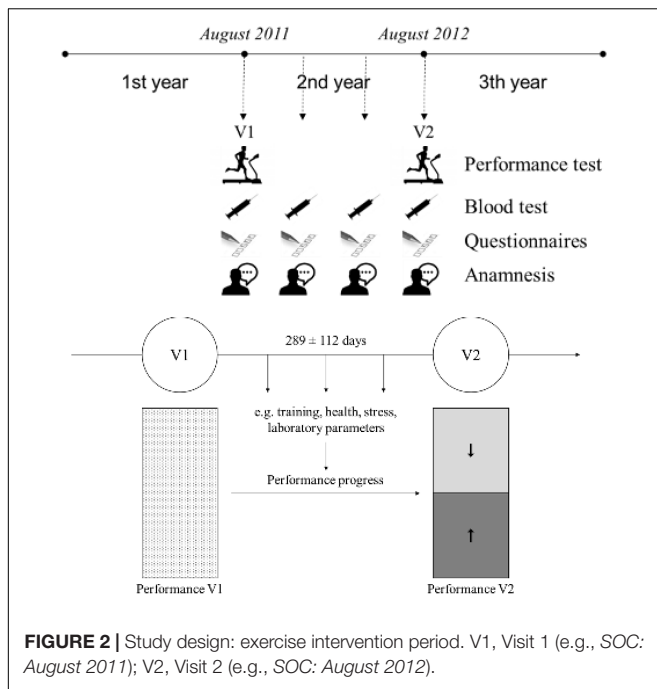 August 2011 August 2012
1st year 2nd year 3th year
V1 V2
Performance test
Blood test
Questionnaires
Anamnesis
289 ± 112 days
V1 V2
e.g. training, health, stress,
laboratory parameters
Performance progress
↓
↑
Performance V1 Performance V2
FIGURE 2 | Study design: exercise intervention period. V1, Visit 1 (e.g., SOC:
August 2011); V2, Visit 2 (e.g., SOC: August 2012).